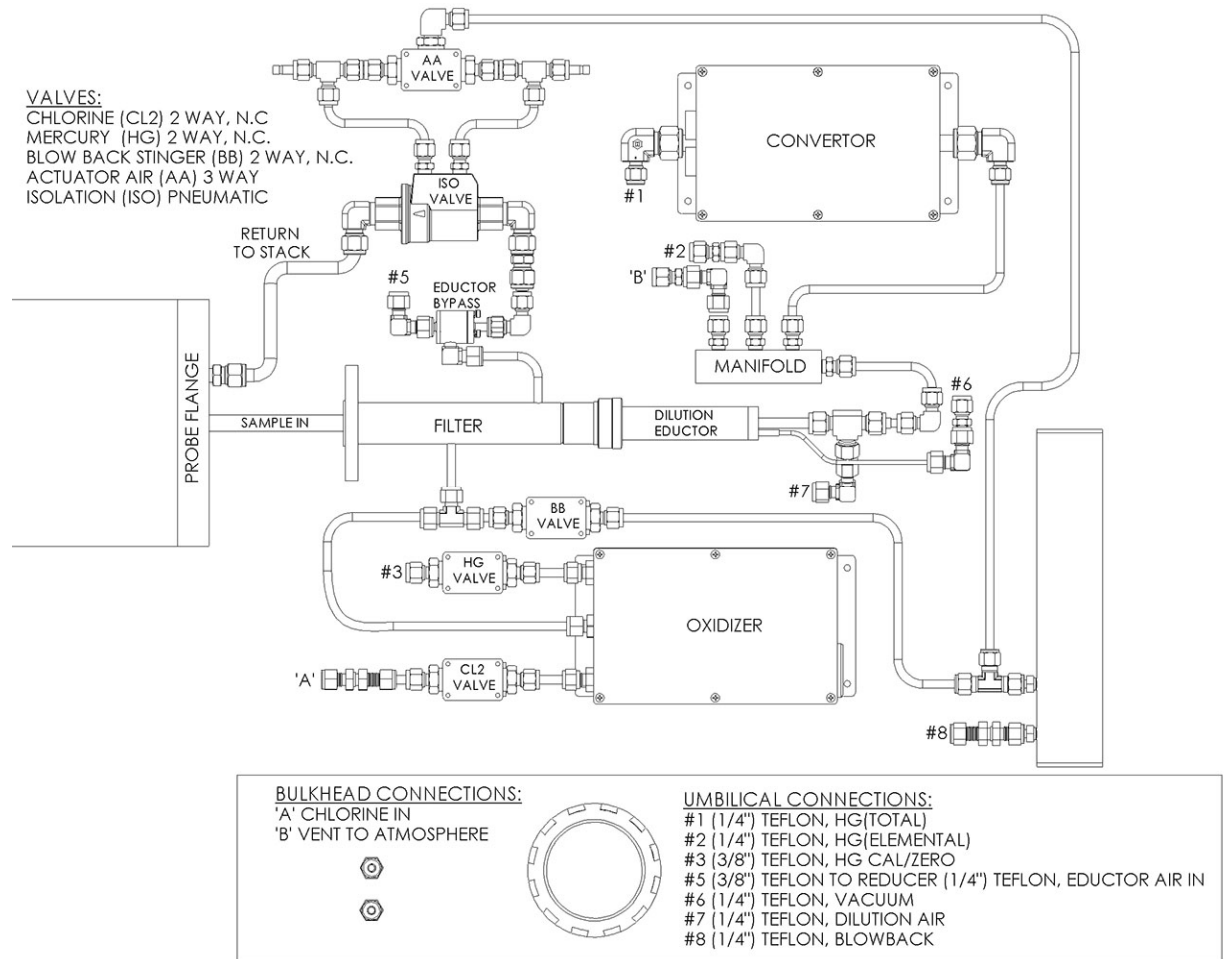 AA
VALVE
VALVES:
CHLORINE (CL2) 2 WAY, N.C
MERCURY (HG) 2 WAY, N.C.
BLOW BACK STINGER (BB) 2 WAY, N.C.
ACTUATOR AIR (AA) 3 WAY
ISOLATION (ISO) PNEUMATIC
CONVERTOR
#1
ISO
VALVE
RETURN
TO STACK
#2
'B'
#5
EDUCTOR
BYPASS
MANIFOLD
#6
PROBE FLANGE
SAMPLE IN
FILTER
DILUTION
EDUCTOR
#7
BB
VALVE
#3
HG
VALVE
OXIDIZER
'A'
CL2
VALVE
#8
BULKHEAD CONNECTIONS:
'A' CHLORINE IN
'B' VENT TO ATMOSPHERE
UMBILICAL CONNECTIONS:
#1 (1/4") TEFLON, HG(TOTAL)
#2 (1/4") TEFLON, HG(ELEMENTAL)
#3 (3/8") TEFLON, HG CAL/ZERO
#5 (3/8") TEFLON TO REDUCER (1/4") TEFLON, EDUCTOR AIR IN
#6 (1/4") TEFLON, VACUUM
#7 (1/4") TEFLON, DILUTION AIR
#8 (1/4") TEFLON, BLOWBACK